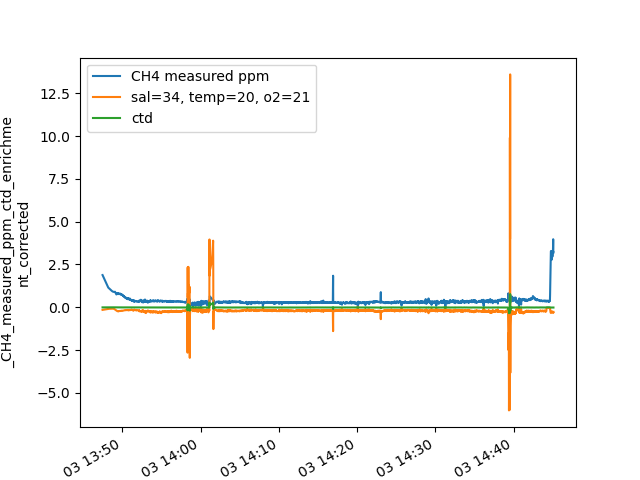 CH4 measured ppm
sal=34, temp=20, o2=21
ctd
12.5
10.0
7.5
5.0
2.5
0.0
−2.5
−5.0
_CH4_measured_ppm_ctd_enrichme
nt_corrected
03 13:50
03 14:00
03 14:10
03 14:20
03 14:30
03 14:40